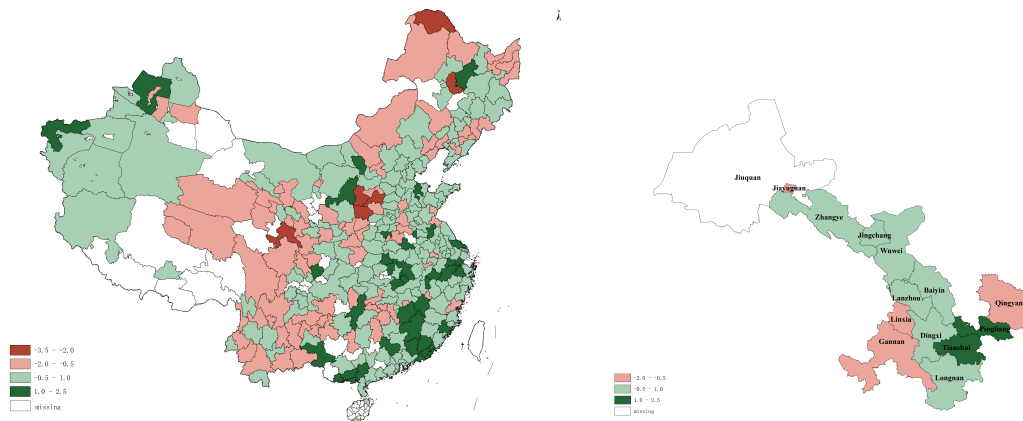 -3.5 - -2.0
-2.0 - -0.5
-0.5 - 1.0
1.0 - 2.5
missing
Jiuquan
Jiayuguan
Zhangye
Jingchang
Wuwei
Baiyin
Lanzhou
Qingyan
Linxia
Pingliang
Dingxi
Gannan
Tianshui
Longnan
-2.0 - -0.5
-0.5 - 1.0
1.0 - 2.5
missing